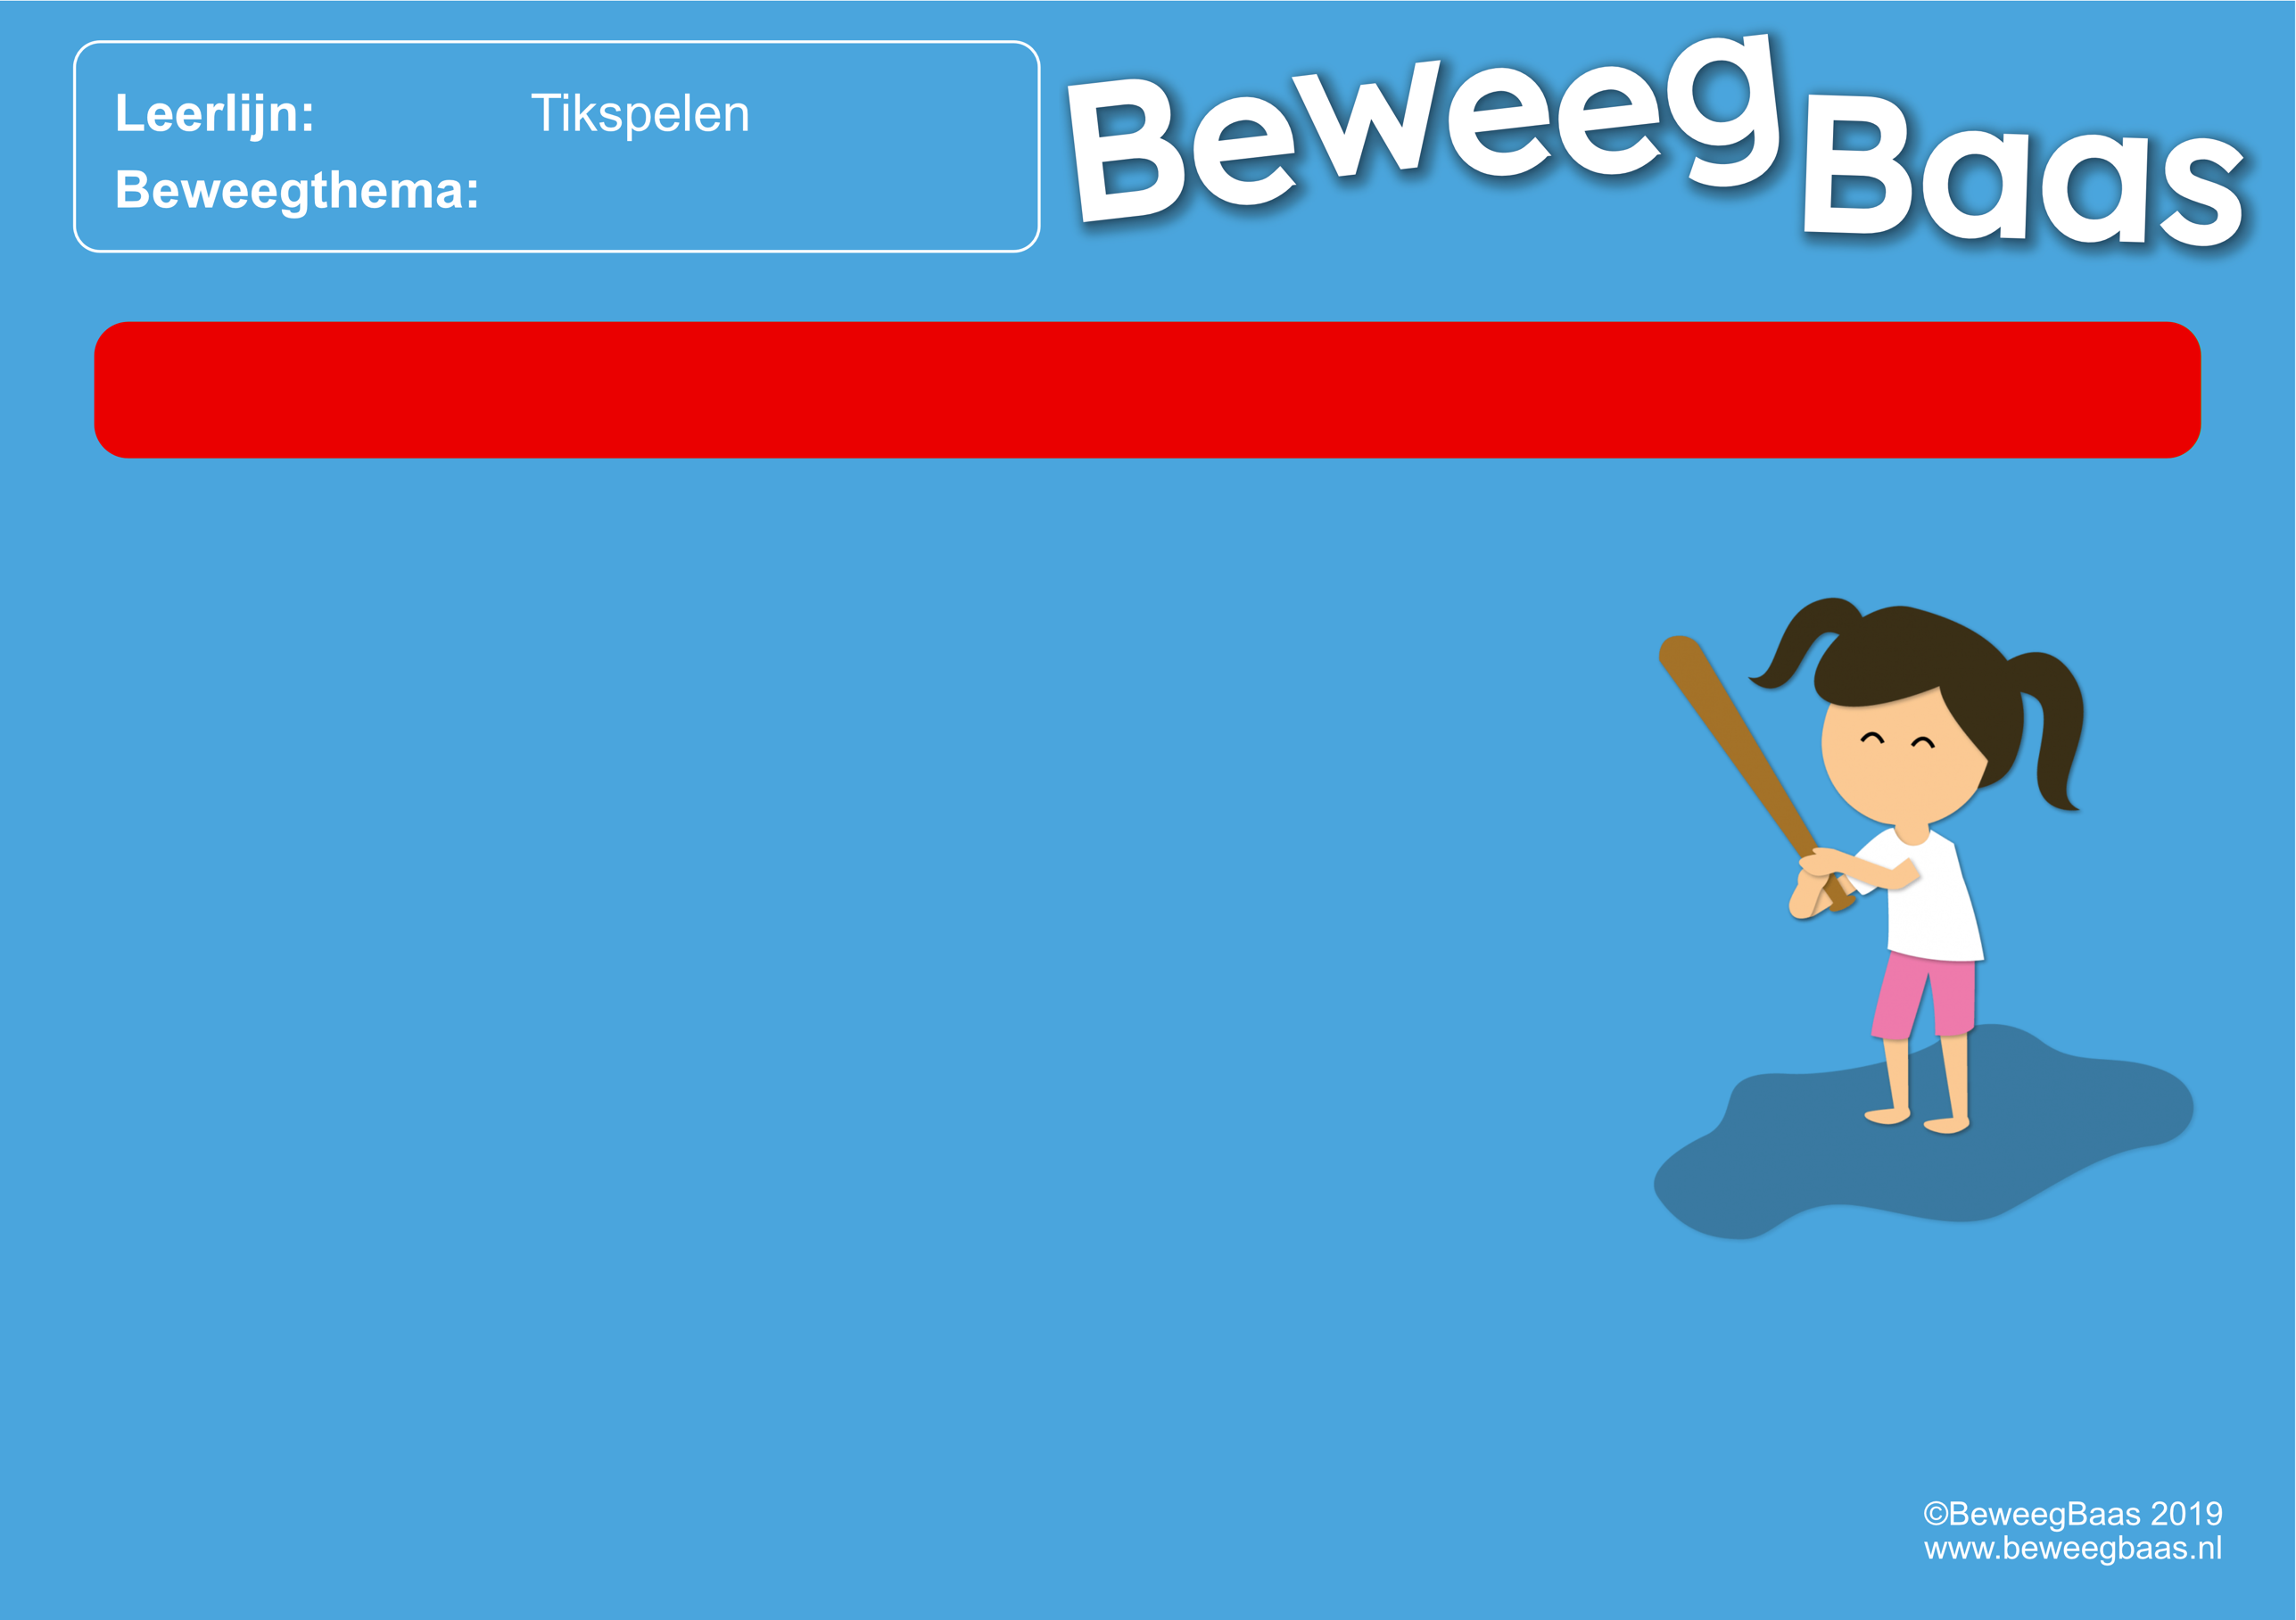 Leerlijn: Tikspelen
Beweegthema:
BeweegBaas
©BeweegBaas 2019
www.beweegbaas.nl